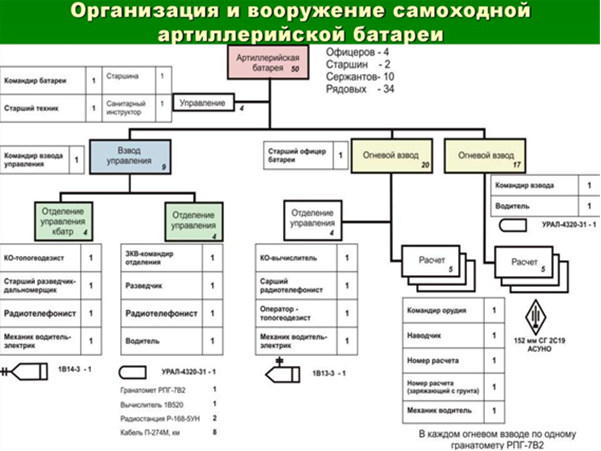 Организация и вооружение самоходной
артиллерийской батареи
Артиллерийская
батарея 50
Офицеров - 4
Старшин - 2
Сержантов- 10
Рядовых - 34
Командир батареи 1
Старшина 1
Старший техник 1
Санитарный
инструктор 1
Управление
4
Командир взвода
управления 1
Взвод
управления
9
Старший офицер
батареи 1
Огневой взвод
20
Огневой взвод
17
Командир взвода 1
Водитель 1
УРАЛ-4320-31 - 1
Отделение
управления
кбатр 4
Отделение
управления
4
Отделение
управления
4
Расчет
5
Расчет
5
КО-топогеодезист 1
Старший разведчик-
дальномерщик 1
Радиотелефонист 1
Механик водитель-
электрик 1
1В14-3 - 1
ЗКВ-командир
отделения 1
Разведчик 1
Радиотелефонист 1
Водитель 1
УРАЛ-4320-31 - 1
Гранатомет РПГ-7В2 1
Вычислитель 1В520 1
Радиостанция Р-168-5УН 2
Кабель П-274М, км 8
КО-вычислитель 1
Сарший
радиотелефонист 1
Оператор -
топогеодезист 1
Механик водитель-
электрик 1
1В13-3 - 1
Командир орудия 1
Наводчик 1
Номер расчета 1
Номер расчета
(заряжающий с грунта) 1
Механик водитель 1
152 мм СГ 2С19
АСУНО
В каждом огневом взводе по одному
гранатомету РПГ-7В2